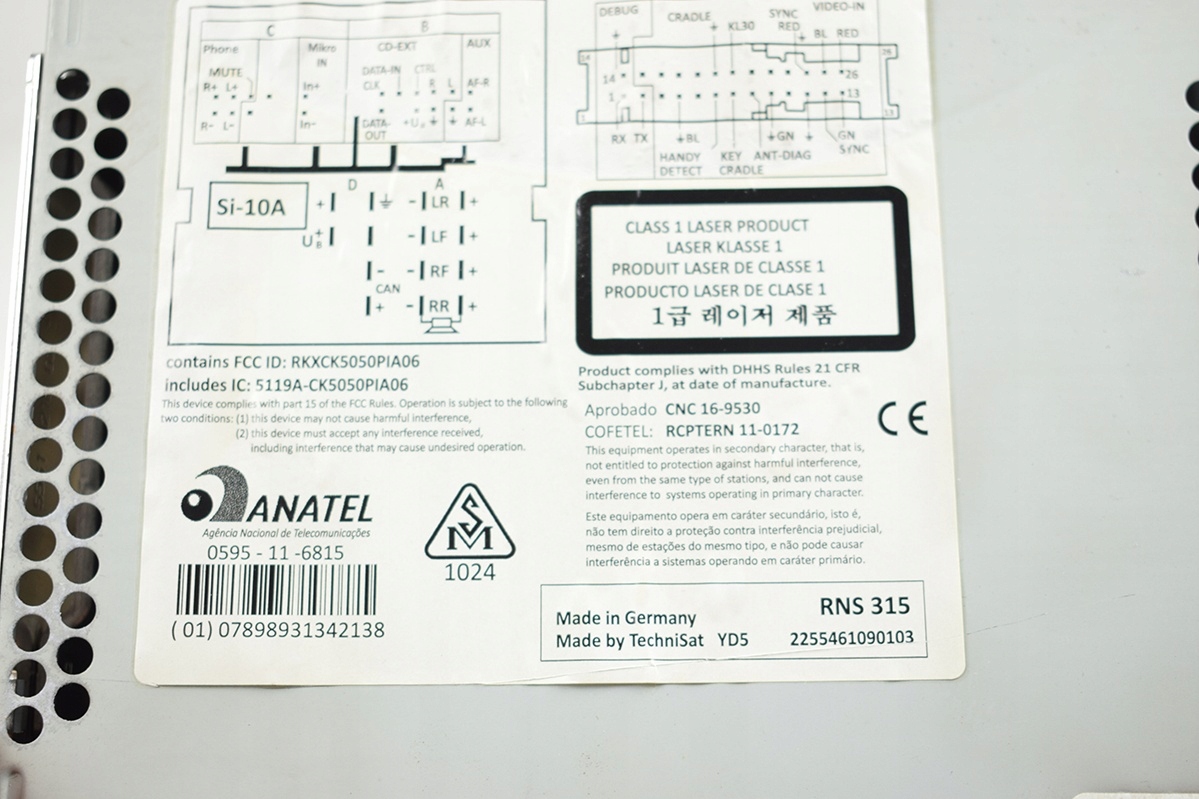 C B
Phone Mikro IN CD-EXT AUX
MUTE DATA-IN CTRL
R+ L+ In+ CLK R L AF-R
R- L- In- DATA-OUT +U AF-L
D A
Si-10A + - LR +
U+B - LF +
- - RF +
CAN
+ - RR +
DEBUG CRADLE SYNC VIDEO-IN
+ + KL30 RED + BL RED
14 26
14 26
1 13
1 13
RX TX +BL +GN + GN
HANDY KEY ANT-DIAG SYNC
DETECT CRADLE
CLASS 1 LASER PRODUCT
LASER KLASSE 1
PRODUIT LASER DE CLASSE 1
PRODUCTO LASER DE CLASE 1
1급 레이저 제품
contains FCC ID: RKXCK5050PIA06
includes IC: 5119A-CK5050PIA06
This device complies with part 15 of the FCC Rules. Operation is subject to the following
two conditions: (1) this device may not cause harmful interference,
(2) this device must accept any interference received,
including interference that may cause undesired operation.
Product complies with DHHS Rules 21 CFR
Subchapter J, at date of manufacture.
Aprobado CNC 16-9530
COFETEL: RCPTERN 11-0172
CE
This equipment operates in secondary character, that is,
not entitled to protection against harmful interference,
even from the same type of stations, and can not cause
interference to systems operating in primary character.
Este equipamento opera em caráter secundário, isto é,
não tem direito a proteção contra interferência prejudicial,
mesmo de estações do mesmo tipo, e não pode causar
interferência a sistemas operando em caráter primário.
ANATEL
Agência Nacional de Telecomunicações
0595 - 11 -6815
(01) 07898931342138
S
M
1024
Made in Germany RNS 315
Made by TechniSat YD5 2255461090103